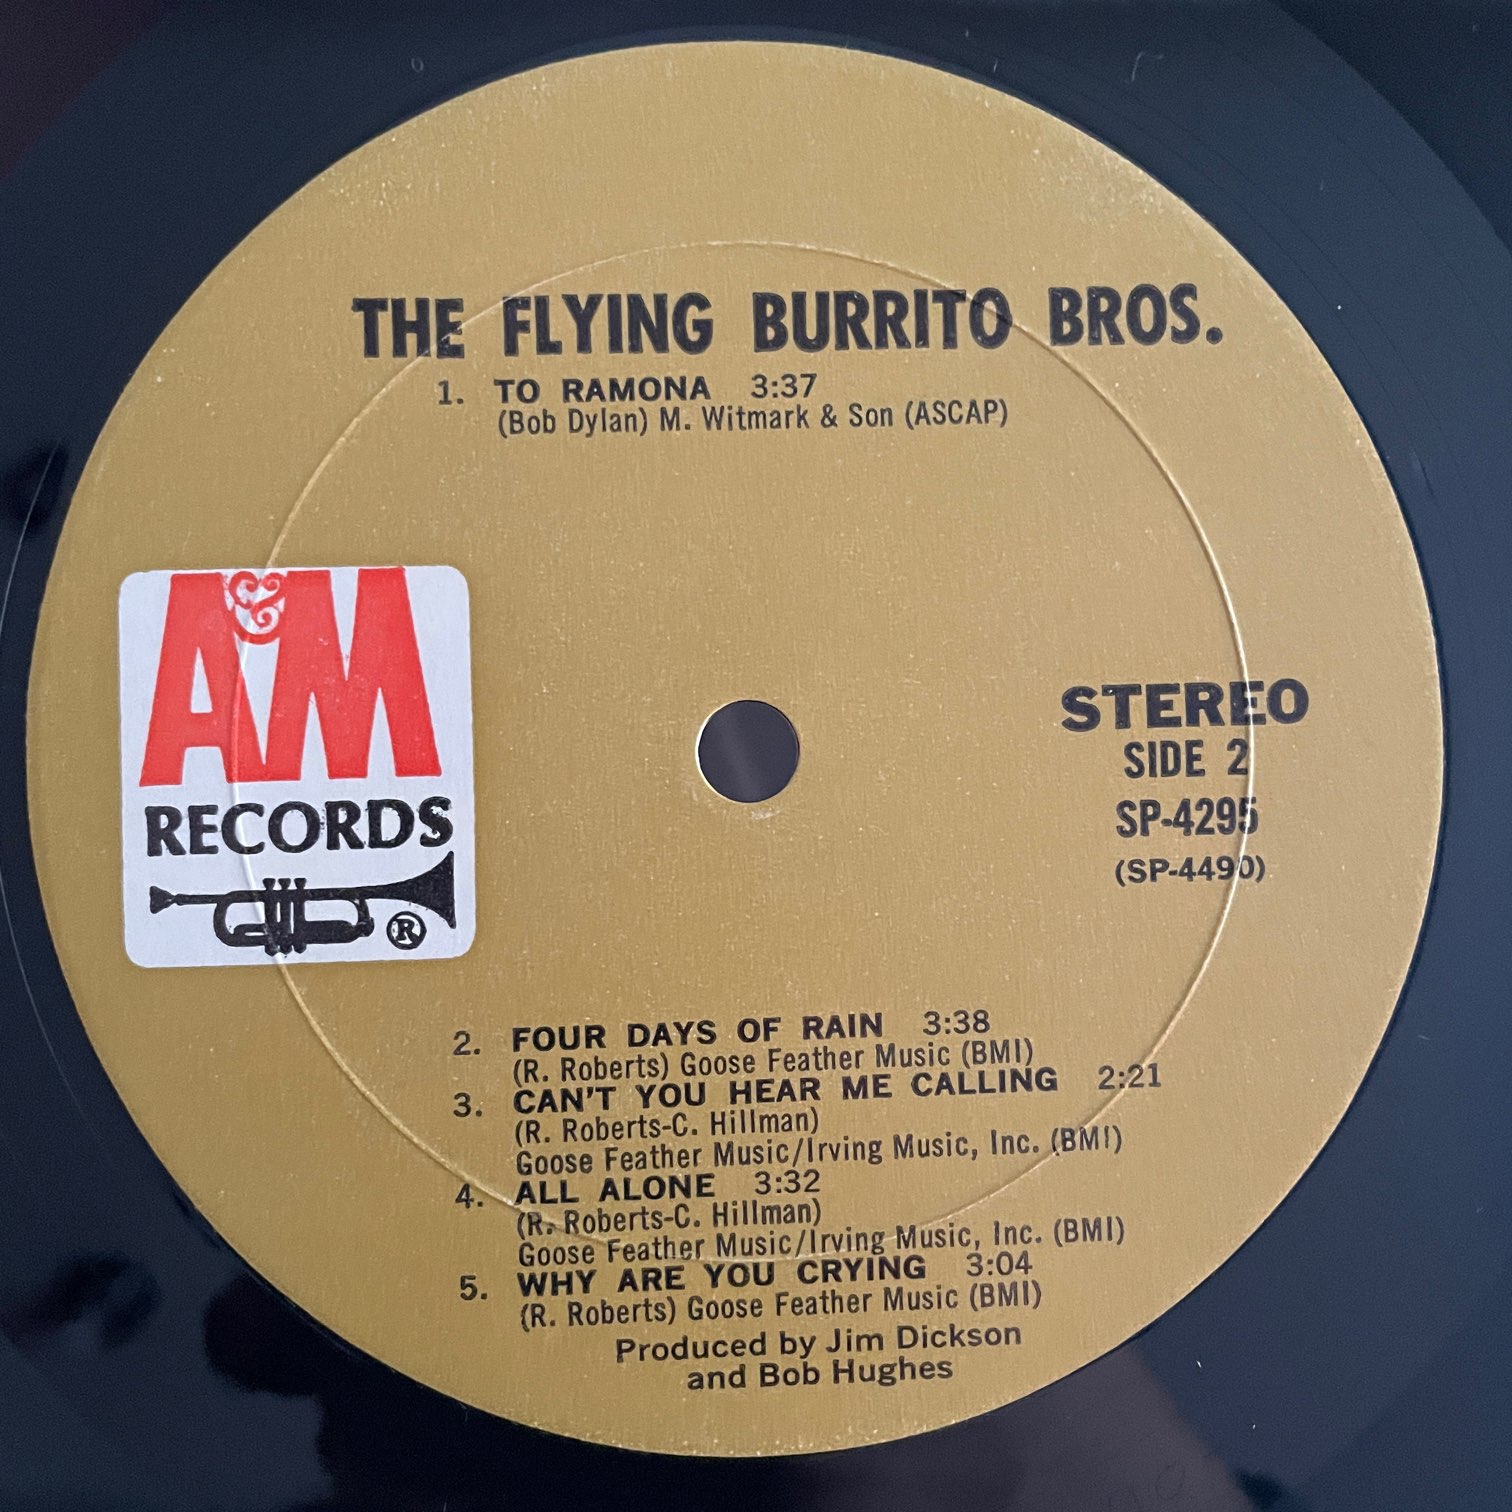 THE FLYING BURRITO BROS.
1. TO RAMONA 3:37
(Bob Dylan) M. Witmark & Son (ASCAP)
A&M
RECORDS
®
STEREO
SIDE 2
SP-4295
(SP-4490)
2. FOUR DAYS OF RAIN 3:38
(R. Roberts) Goose Feather Music (BMI)
3. CAN'T YOU HEAR ME CALLING 2:21
(R. Roberts-C. Hillman)
Goose Feather Music/Irving Music, Inc. (BMI)
4. ALL ALONE 3:32
(R. Roberts-C. Hillman)
Goose Feather Music/Irving Music, Inc. (BMI)
5. WHY ARE YOU CRYING 3:04
(R. Roberts) Goose Feather Music (BMI)
Produced by Jim Dickson
and Bob Hughes